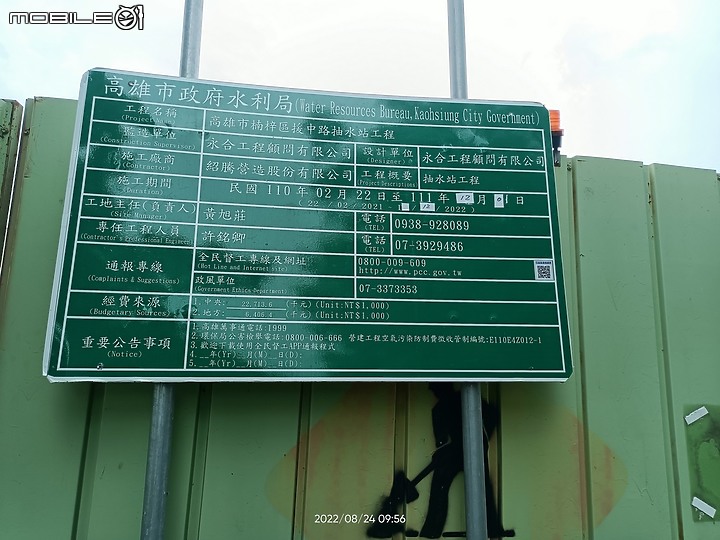 MOBILE01
高雄市政府水利局(Water Resources Bureau,Kaohsiung City Government)
工程名稱
(Project Name)
高雄市楠梓區援中路抽水站工程
監造單位
(Construction Supervisor)
永合工程顧問有限公司
設計單位
(Designer)
永合工程顧問有限公司
施工廠商
(Contractor)
紹騰營造股份有限公司
工程概要
(Project Descriptions)
抽水站工程
施工期間
(Duration)
民國 110 年 02 月 22 日至 111 年 12 月 01 日
( 22 / 02 / 2021 - 1 / 12 / 2022 )
工地主任(負責人)
(Site Manager)
黃旭莊
電話
(TEL)
0938-928089
專任工程人員
(Contractor's Professional Engineer)
許銘卿
電話
(TEL)
07-3929486
通報專線
(Complaints & Suggestions)
全民督工專線及網址
(Hot Line and Internet site)
0800-009-609
http://www.pcc.gov.tw
政風單位
(Government Ethics Department)
07-3373353
經費來源
(Budgetary Sources)
1.中央: 22,713.6 (千元)(Unit:NT$1,000)
2.地方: 6,406.4 (千元)(Unit:NT$1,000)
重要公告事項
(Notice)
1.高雄萬事通電話:1999
2.環保局公害檢舉電話:0800-006-666 營建工程空氣污染防制費徵收管制編號:E110E4Z012-1
3.歡迎下載使用全民督工APP通報程式
4.__年(Yr)__月(M)__日(D):
5.__年(Yr)__月(M)__日(D):
2022/08/24 09:56